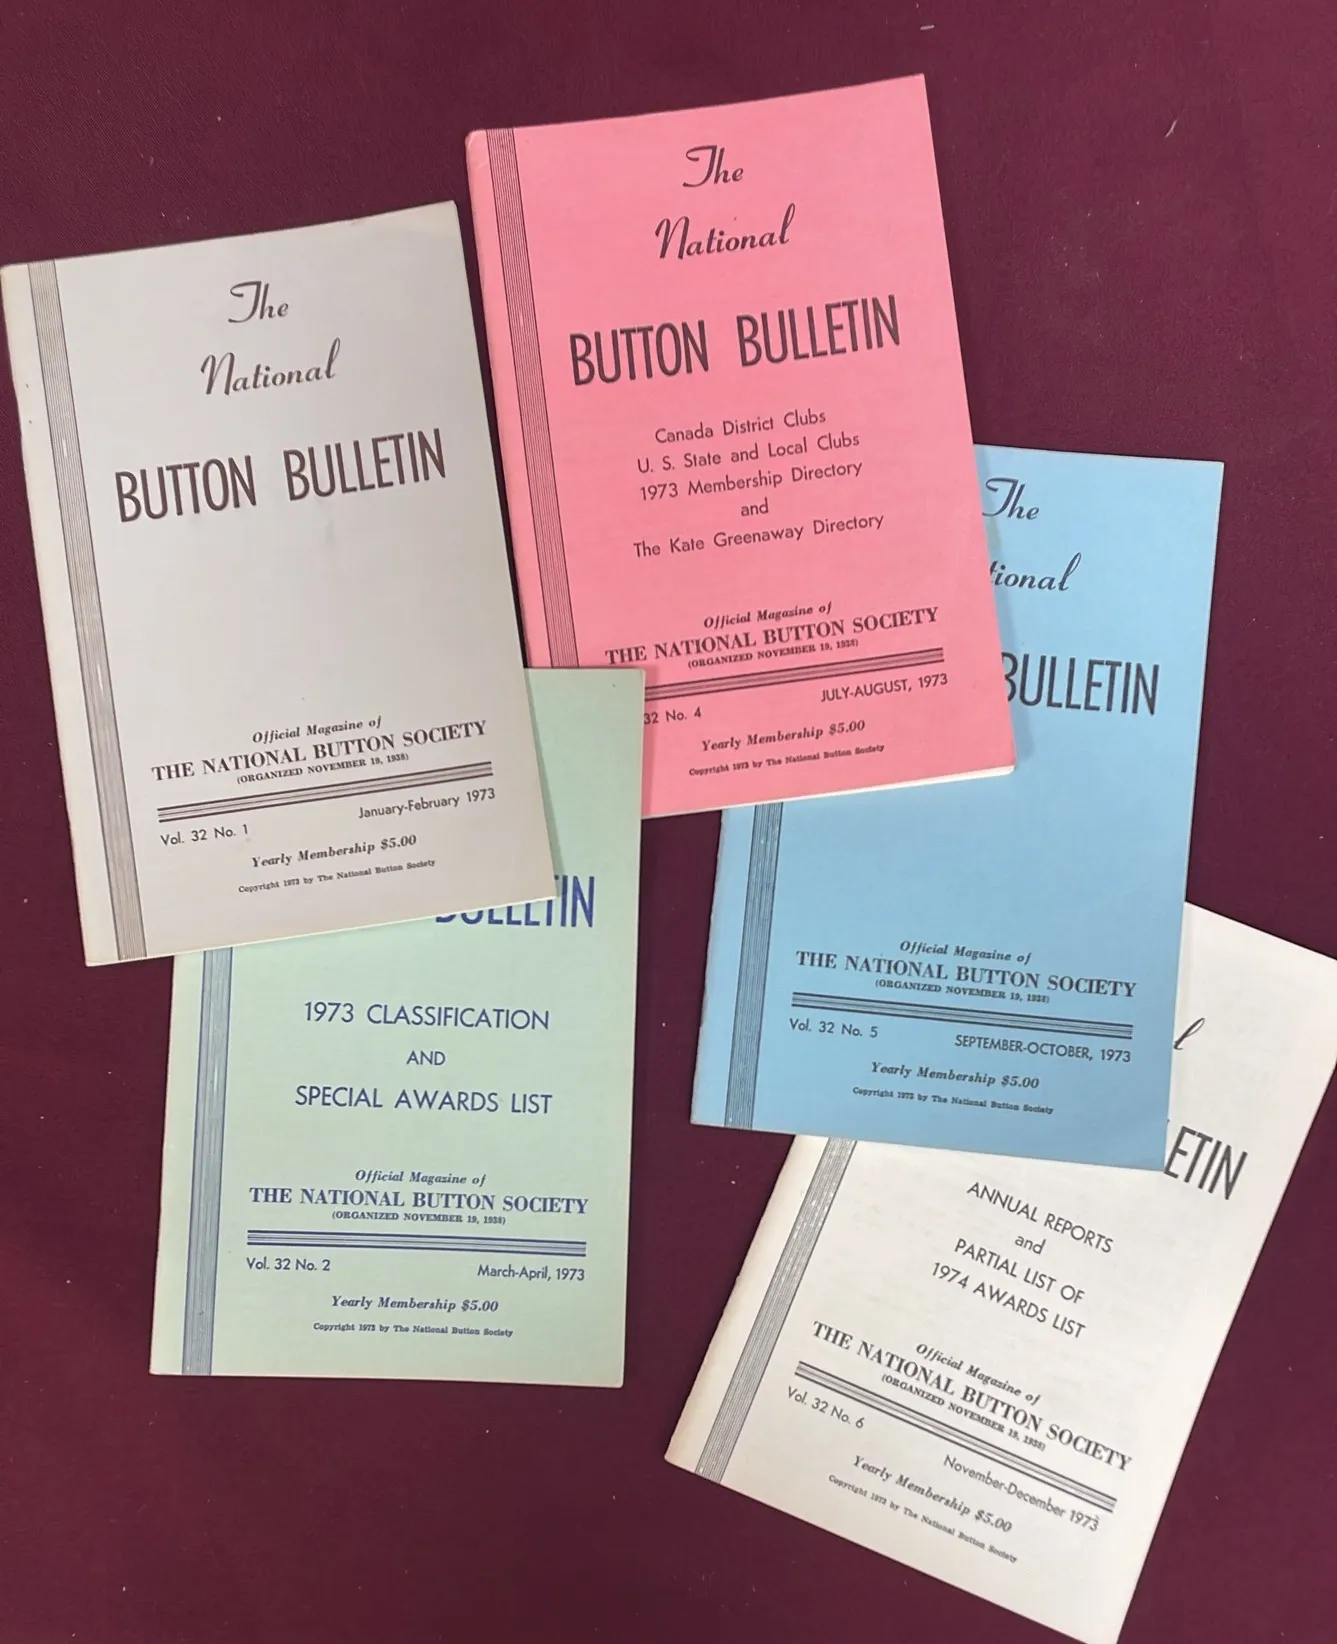 The
National
BUTTON BULLETIN
Official Magazine of
THE NATIONAL BUTTON SOCIETY
(ORGANIZED NOVEMBER 19, 1938)
Vol. 32 No. 1 January-February 1973
Yearly Membership $5.00
Copyright 1973 by The National Button Society
The
National
BUTTON BULLETIN
Canada District Clubs
U. S. State and Local Clubs
1973 Membership Directory
and
The Kate Greenaway Directory
Official Magazine of
THE NATIONAL BUTTON SOCIETY
(ORGANIZED NOVEMBER 19, 1938)
32 No. 4 JULY-AUGUST, 1973
Yearly Membership $5.00
Copyright 1973 by The National Button Society
The
tional
BULLETIN
Official Magazine of
THE NATIONAL BUTTON SOCIETY
(ORGANIZED NOVEMBER 19, 1938)
Vol. 32 No. 5 SEPTEMBER-OCTOBER, 1973
Yearly Membership $5.00
Copyright 1973 by The National Button Society
BULLETIN
1973 CLASSIFICATION
AND
SPECIAL AWARDS LIST
Official Magazine of
THE NATIONAL BUTTON SOCIETY
(ORGANIZED NOVEMBER 19, 1938)
Vol. 32 No. 2 March-April, 1973
Yearly Membership $5.00
Copyright 1973 by The National Button Society
l
ETIN
ANNUAL REPORTS
and
PARTIAL LIST OF
1974 AWARDS LIST
Official Magazine of
THE NATIONAL BUTTON SOCIETY
(ORGANIZED NOVEMBER 19, 1938)
Vol. 32 No. 6 November-December 1973
Yearly Membership $5.00
Copyright 1973 by The National Button Society